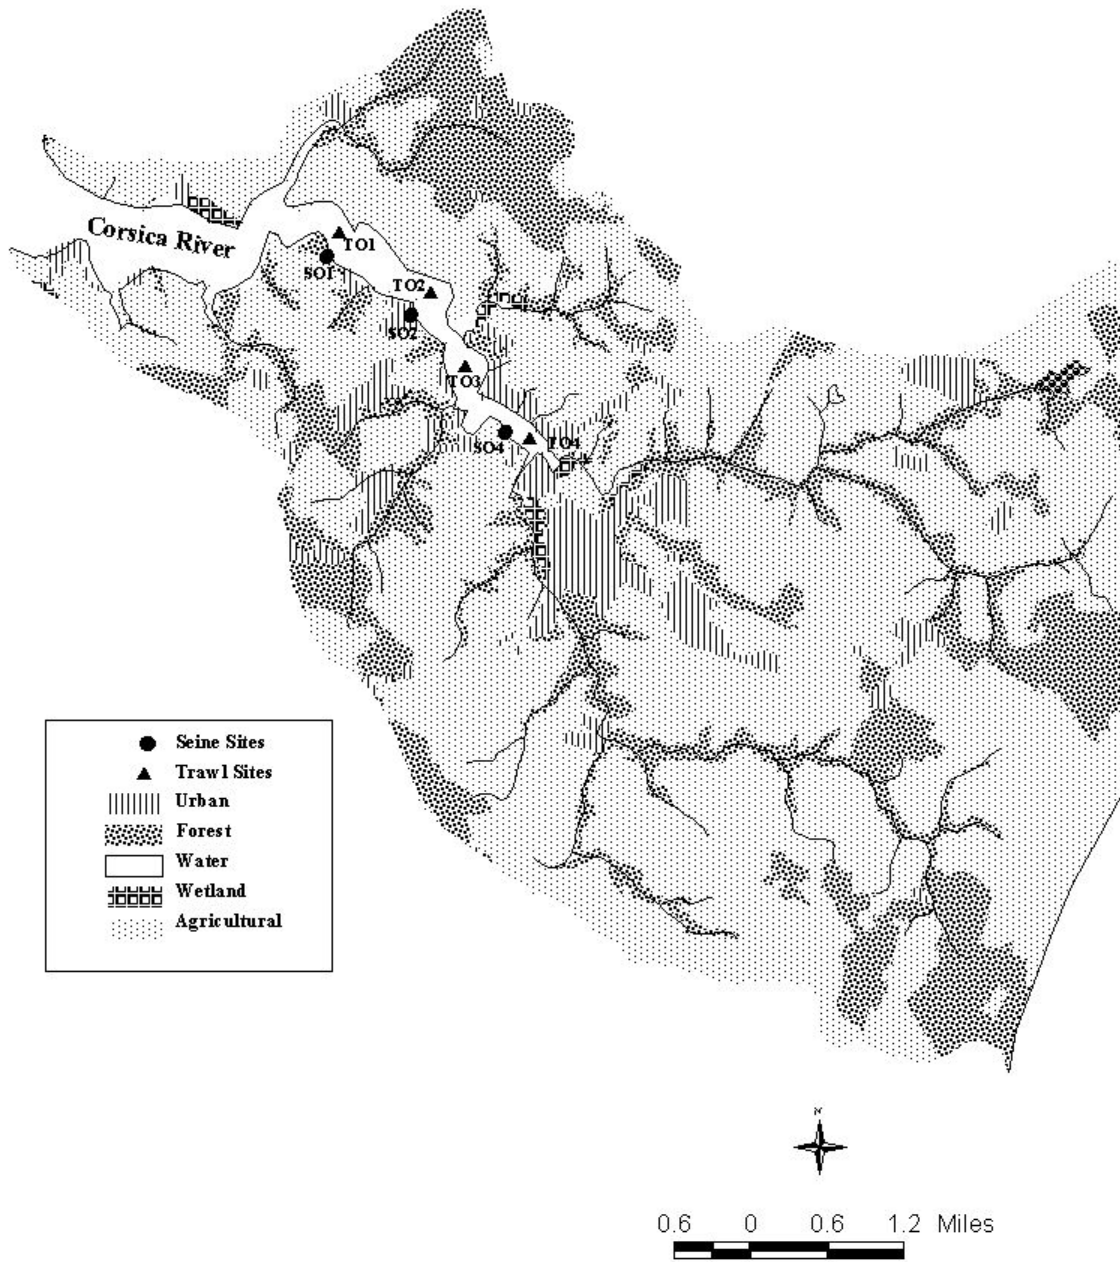 Corsica River
TO1
SO1
TO2
SO2
TO3
SO4
TO4
Seine Sites
Trawl Sites
Urban
Forest
Water
Wetland
Agricultural
N
0.6 0 0.6 1.2 Miles